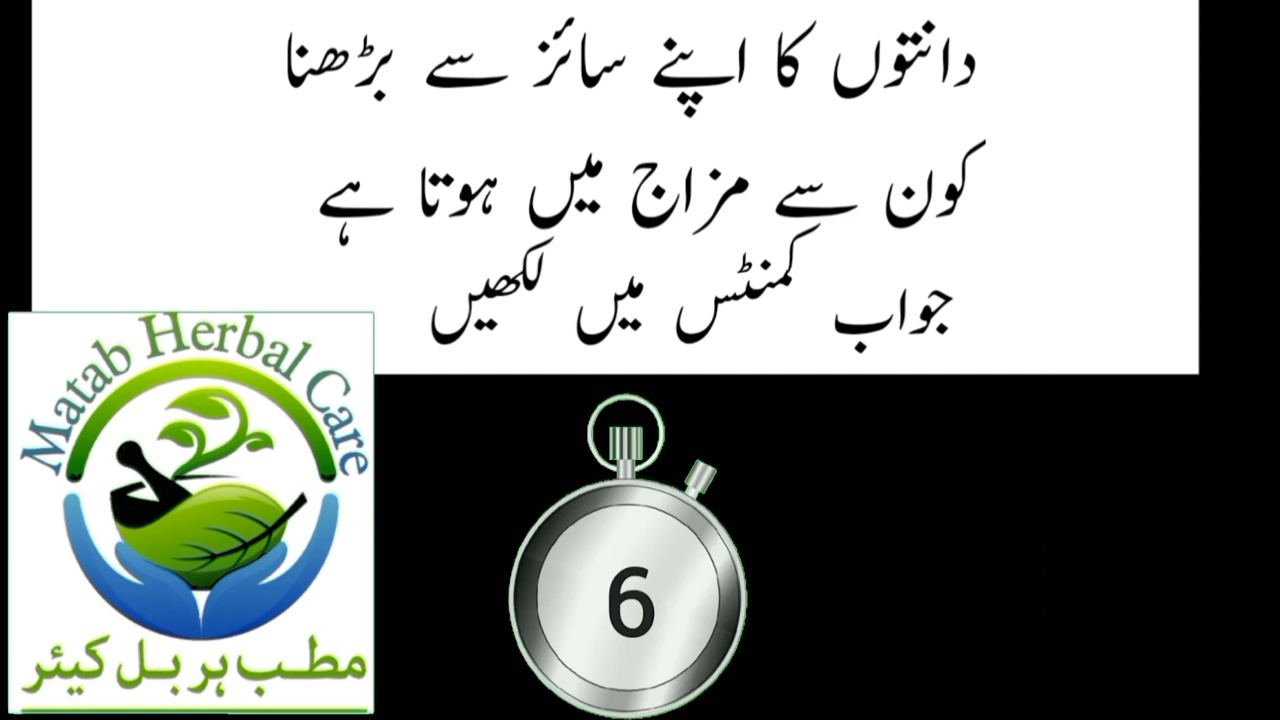 دانتوں کا اپنے سائز سے بڑھنا
کون سے مزاج میں ہوتا ہے
جواب کمنٹس میں لکھیں
Matab Herbal Care
مطب ہربل کیئر
6